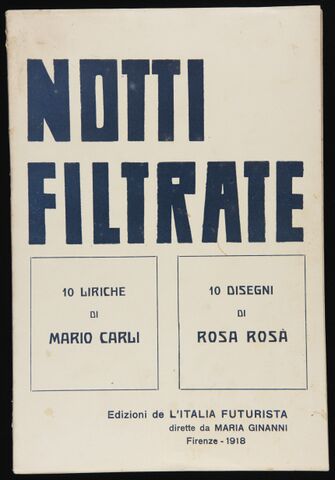 NOTTI
FILTRATE
10 LIRICHE
DI
MARIO CARLI
10 DISEGNI
DI
ROSA ROSÀ
Edizioni de L'ITALIA FUTURISTA
dirette da MARIA GINANNI
Firenze - 1918